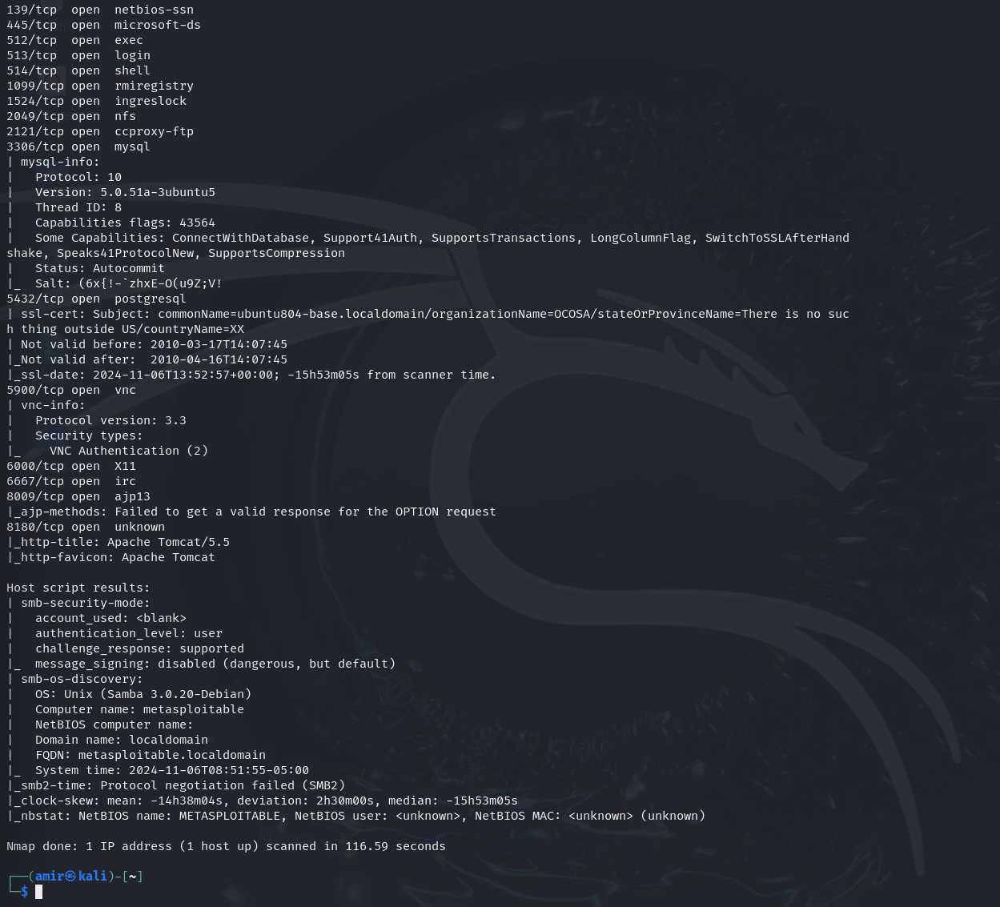 139/tcp  open  netbios-ssn
445/tcp  open  microsoft-ds
512/tcp  open  exec
513/tcp  open  login
514/tcp  open  shell
1099/tcp open  rmiregistry
1524/tcp open  ingreslock
2049/tcp open  nfs
2121/tcp open  ccproxy-ftp
3306/tcp open  mysql
| mysql-info:
|   Protocol: 10
|   Version: 5.0.51a-3ubuntu5
|   Thread ID: 8
|   Capabilities flags: 43564
|   Some Capabilities: ConnectWithDatabase, Support41Auth, SupportsTransactions, LongColumnFlag, SwitchToSSLAfterHand
shake, Speaks41ProtocolNew, SupportsCompression
|   Status: Autocommit
|_  Salt: (6x{!-`zhxE-O(u9Z;V!
5432/tcp open  postgresql
| ssl-cert: Subject: commonName=ubuntu804-base.localdomain/organizationName=OCOSA/stateOrProvinceName=There is no suc
h thing outside US/countryName=XX
| Not valid before: 2010-03-17T14:07:45
|_Not valid after:  2010-04-16T14:07:45
|_ssl-date: 2024-11-06T13:52:57+00:00; -15h53m05s from scanner time.
5900/tcp open  vnc
| vnc-info:
|   Protocol version: 3.3
|   Security types:
|_    VNC Authentication (2)
6000/tcp open  X11
6667/tcp open  irc
8009/tcp open  ajp13
|_ajp-methods: Failed to get a valid response for the OPTION request
8180/tcp open  unknown
|_http-title: Apache Tomcat/5.5
|_http-favicon: Apache Tomcat

Host script results:
| smb-security-mode:
|   account_used: <blank>
|   authentication_level: user
|   challenge_response: supported
|_  message_signing: disabled (dangerous, but default)
| smb-os-discovery:
|   OS: Unix (Samba 3.0.20-Debian)
|   Computer name: metasploitable
|   NetBIOS computer name:
|   Domain name: localdomain
|   FQDN: metasploitable.localdomain
|_  System time: 2024-11-06T08:51:55-05:00
|_smb2-time: Protocol negotiation failed (SMB2)
|_clock-skew: mean: -14h38m04s, deviation: 2h30m00s, median: -15h53m05s
|_nbstat: NetBIOS name: METASPLOITABLE, NetBIOS user: <unknown>, NetBIOS MAC: <unknown> (unknown)

Nmap done: 1 IP address (1 host up) scanned in 116.59 seconds

┌──(amir㉿kali)-[~]
└─$